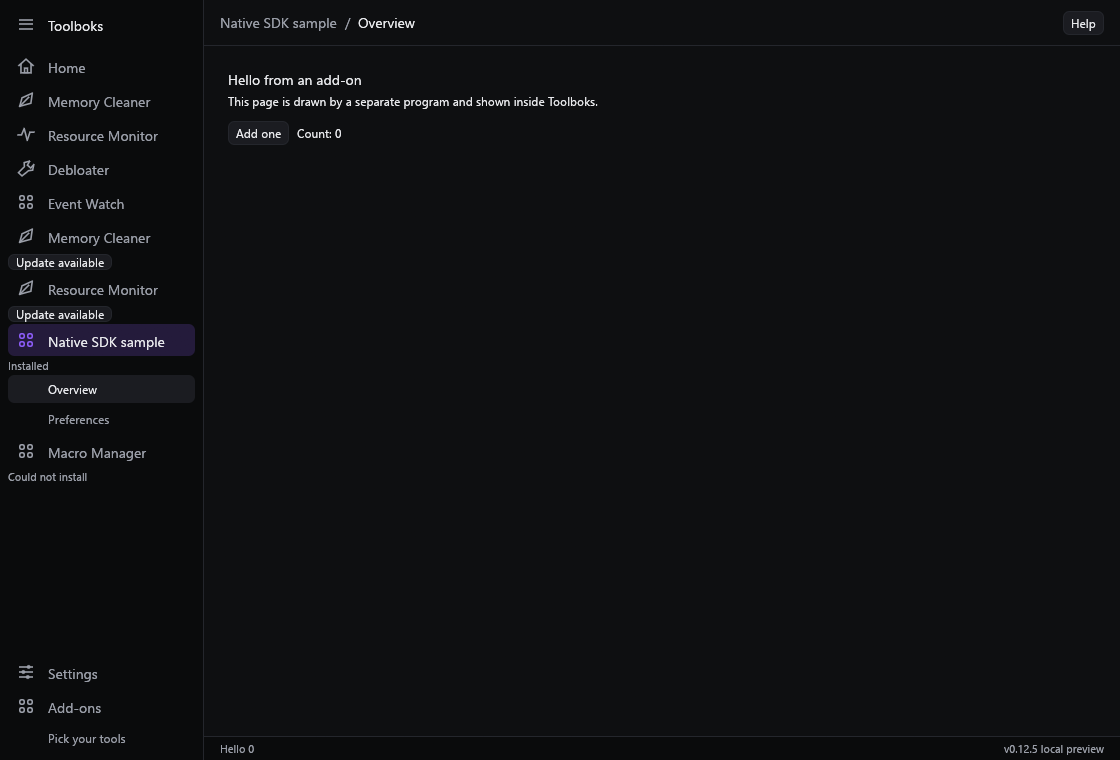 Toolboks
Home
Memory Cleaner
Resource Monitor
Debloater
Event Watch
Memory Cleaner
Update available
Resource Monitor
Update available
Native SDK sample
Installed
Overview
Preferences
Macro Manager
Could not install
Settings
Add-ons
Pick your tools
Native SDK sample / Overview
Help
Hello from an add-on
This page is drawn by a separate program and shown inside Toolboks.
Add one Count: 0
Hello 0
v0.12.5 local preview